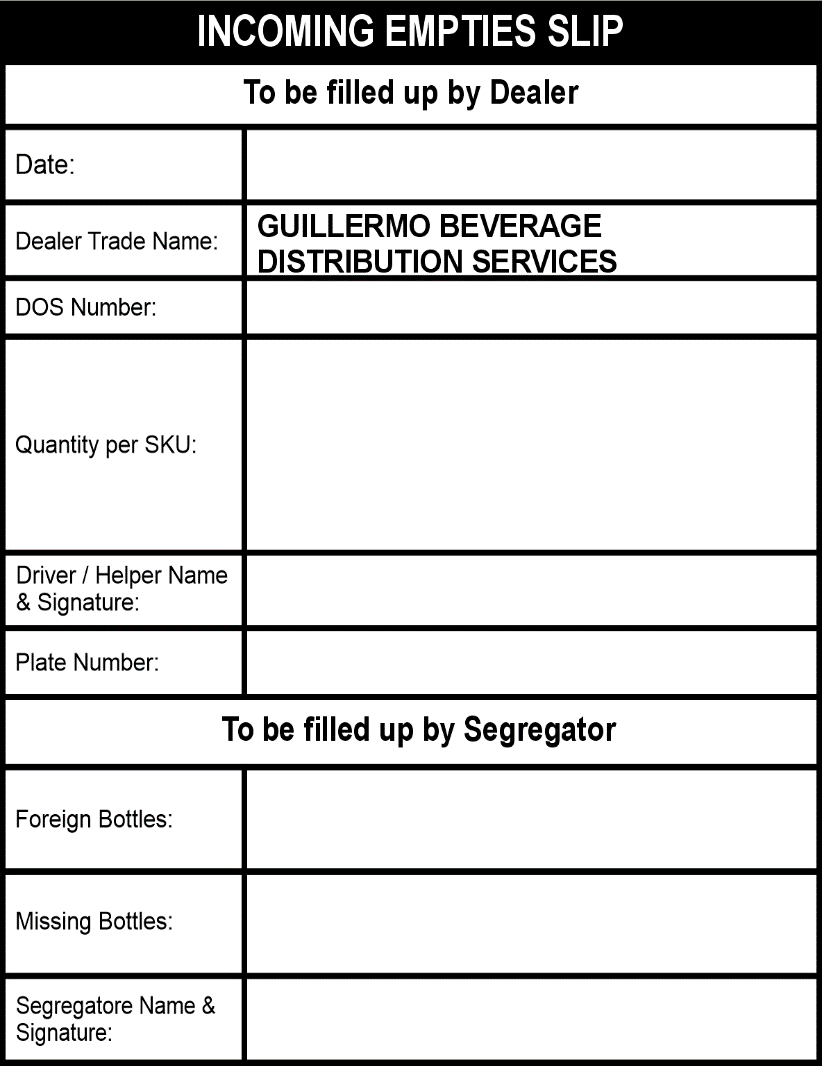 INCOMING EMPTIES SLIP
To be filled up by Dealer
Date:
Dealer Trade Name:
GUILLERMO BEVERAGE
DISTRIBUTION SERVICES
DOS Number:
Quantity per SKU:
Driver / Helper Name
& Signature:
Plate Number:
To be filled up by Segregator
Foreign Bottles:
Missing Bottles:
Segregatore Name &
Signature: